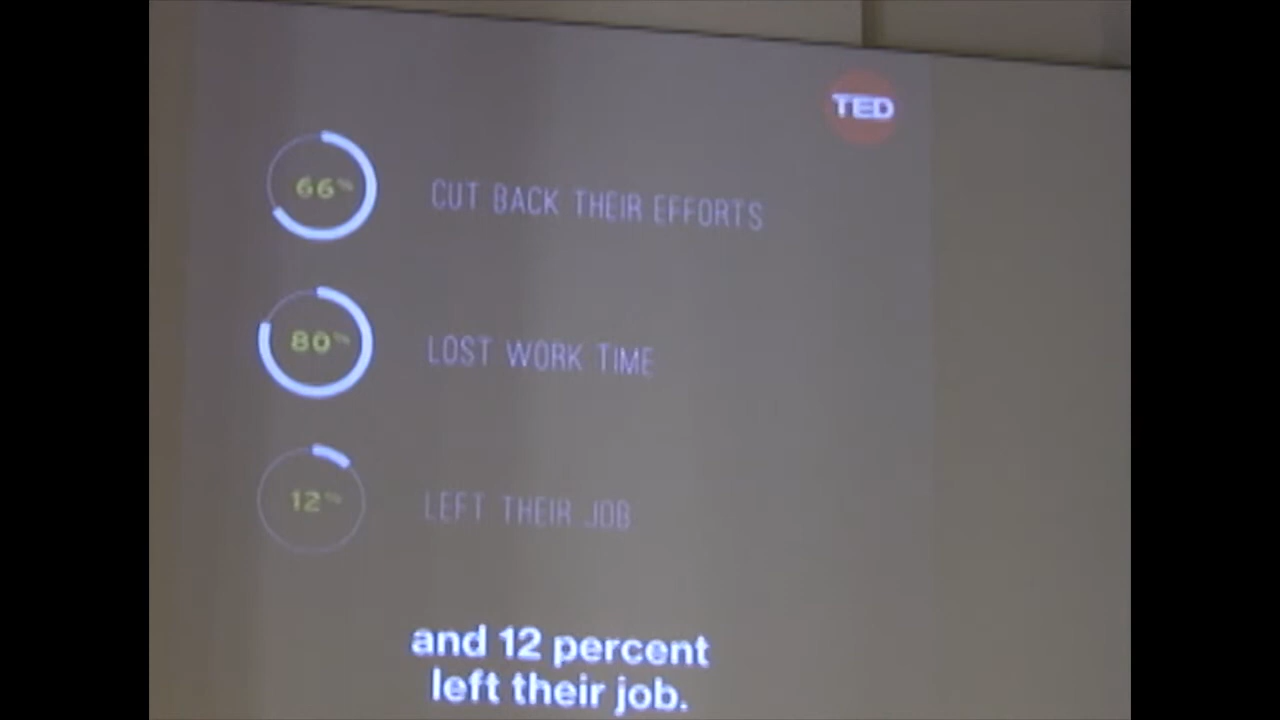 TED
66%
CUT BACK THEIR EFFORTS
80%
LOST WORK TIME
12%
LEFT THEIR JOB
and 12 percent
left their job.